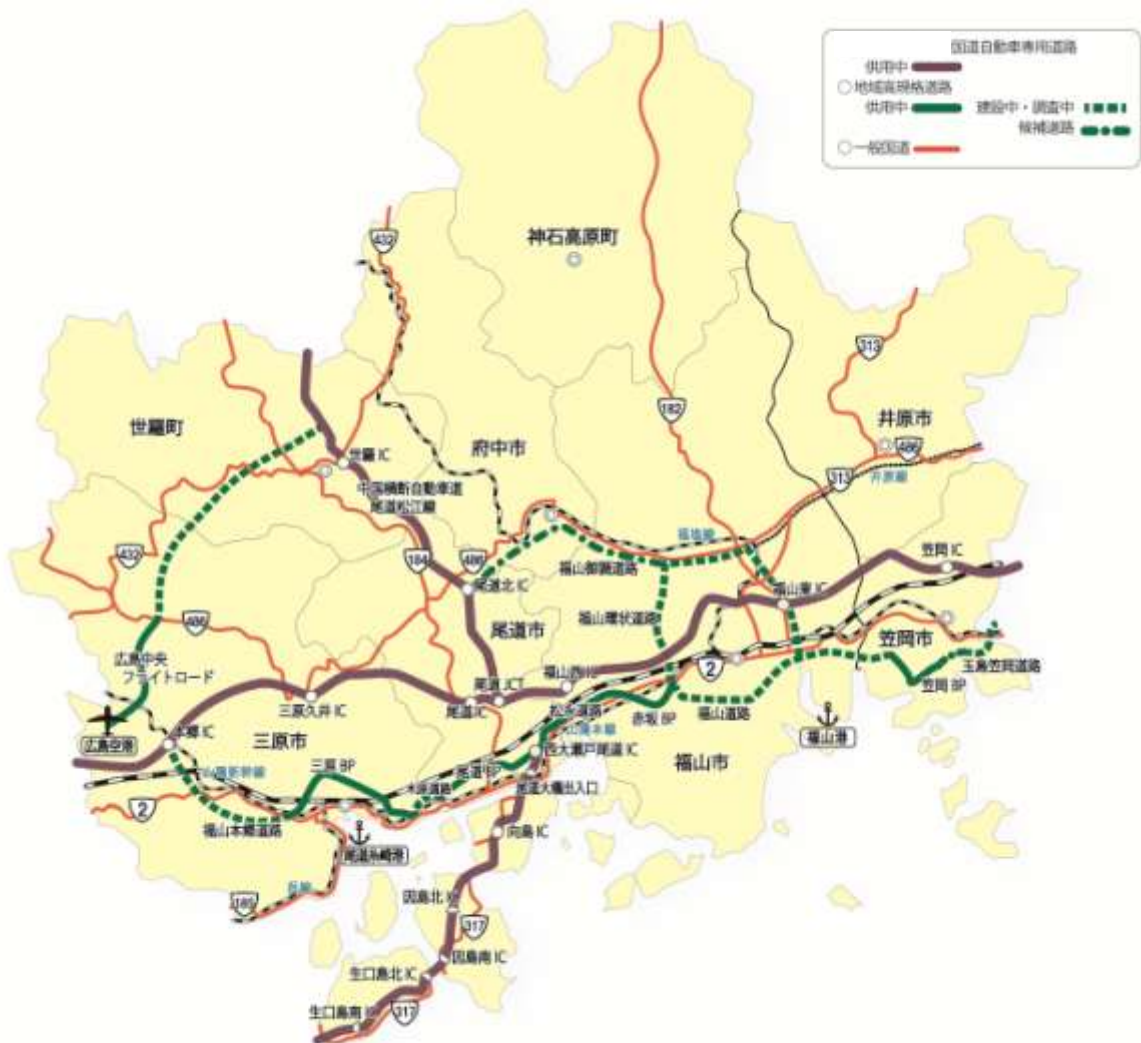 国道自動車専用道路
供用中
地域高規格道路
供用中
建設中・調査中
候補道路
一般国道
432
神石高原町
313
182
井原市
486
世羅町
府中市
世羅 IC
中国横断自動車道
尾道松江線
313
井原線
福塩線
432
184
486
笠岡 IC
尾道北 IC
福山御領道路
福山東 IC
486
尾道市
福山環状道路
笠岡市
広島中央
フライトロード
福山西 IC
2
玉島笠岡道路
三原久井 IC
尾道 JCT
尾道 IC
松永道路
赤坂 BP
福山道路
笠岡 BP
広島空港
本郷 IC
三原市
山陽本線
福山港
西大瀬戸尾道 IC
福山市
山陽新幹線
三原 BP
尾道 BP
木原道路
尾道大橋出入口
2
福山本郷道路
向島 IC
尾道糸崎港
呉線
185
因島北 IC
317
因島南 IC
生口島北 IC
生口島南 IC
317